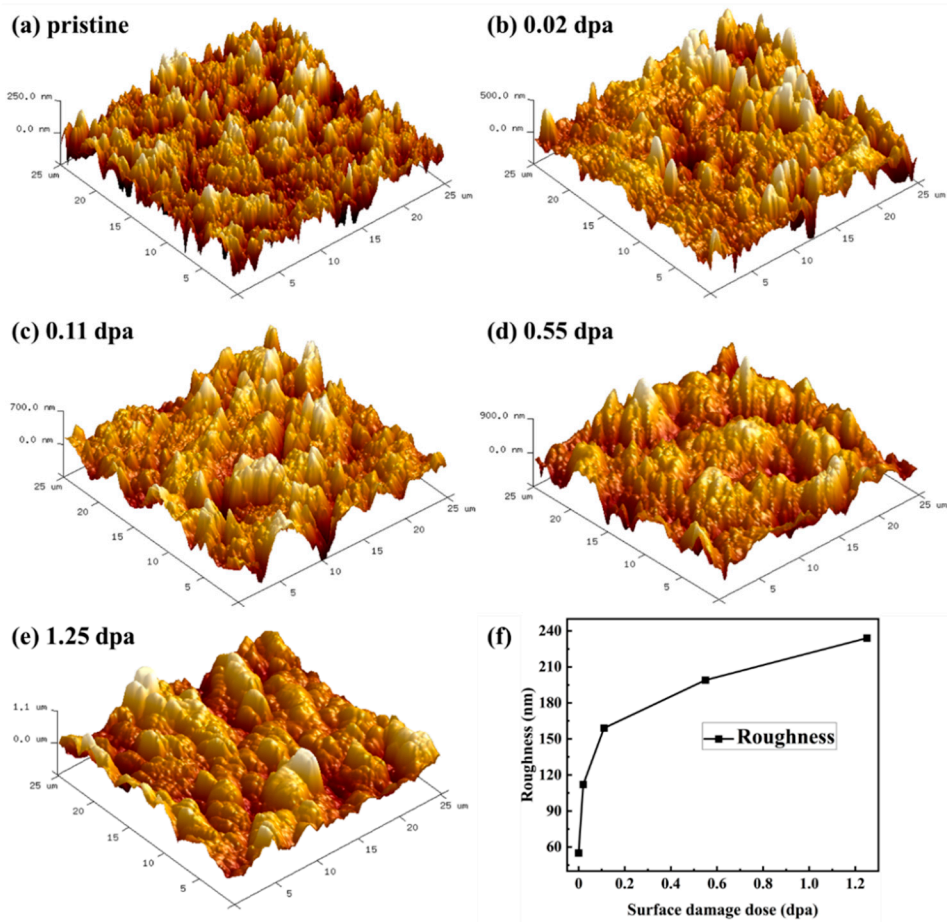 (a) pristine
250.0 nm
0.0 nm
25 um
20
15
10
5
5
10
15
20
25 um
(b) 0.02 dpa
500.0 nm
0.0 nm
25 um
20
15
10
5
5
10
15
20
25 um
(c) 0.11 dpa
700.0 nm
0.0 nm
25 um
20
15
10
5
5
10
15
20
25 um
(d) 0.55 dpa
900.0 nm
0.0 nm
25 um
20
15
10
5
5
10
15
20
25 um
(e) 1.25 dpa
1.1 um
0.0 um
25 um
20
15
10
5
5
10
15
20
25 um
(f)
240
210
180
150
120
90
60
Roughness (nm)
Roughness
0 0.2 0.4 0.6 0.8 1.0 1.2
Surface damage dose (dpa)